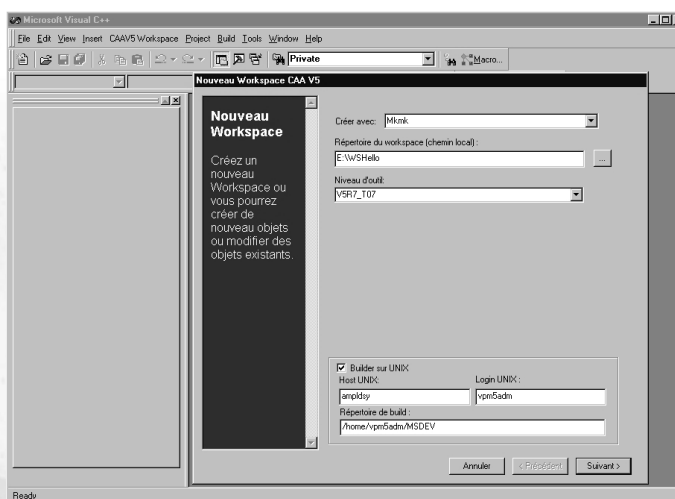 Microsoft Visual C++
File Edit View Insert CAAV5 Workspace Project Build Tools Window Help
Private
Macro...
Nouveau Workspace CAA V5
Nouveau
Workspace
Créez un
nouveau
Workspace ou
vous pourrez
créer de
nouveau objets
ou modifier des
objets existants.
Créer avec: Mkmk
Répertoire du workspace (chemin local) :
E:\WSHello
...
Niveau d'outil:
V5R7_T07
Builder sur UNIX
Host UNIX: Login UNIX :
ampldsy vpm5adm
Répertoire de build :
/home/vpm5adm/MSDEV
Annuler < Précédent Suivant >
Ready